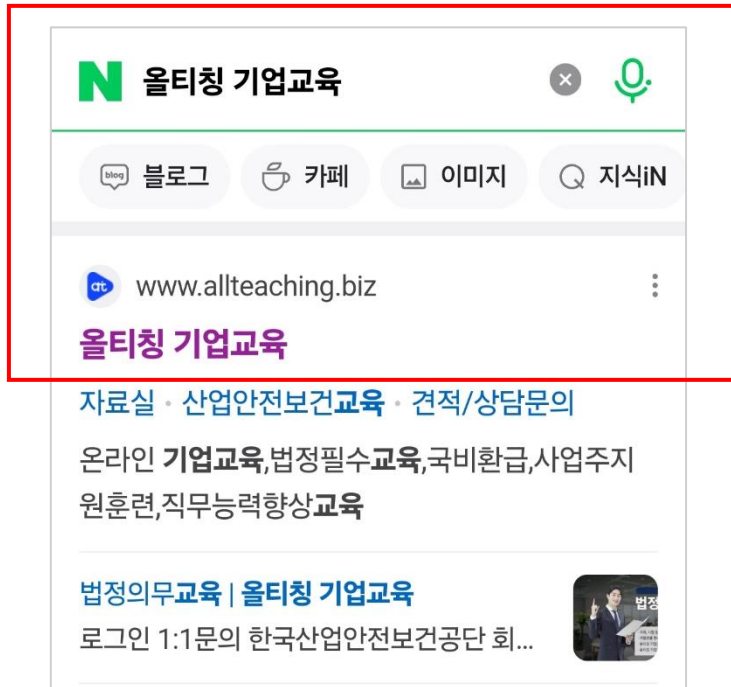 N 올티칭 기업교육
blog 블로그 카페 이미지 지식iN
at www.allteaching.biz
올티칭 기업교육
자료실 · 산업안전보건교육 · 견적/상담문의
온라인 기업교육,법정필수교육,국비환급,사업주지
원훈련,직무능력향상교육
법정의무교육 | 올티칭 기업교육
법정
로그인 1:1문의 한국산업안전보건공단 회...